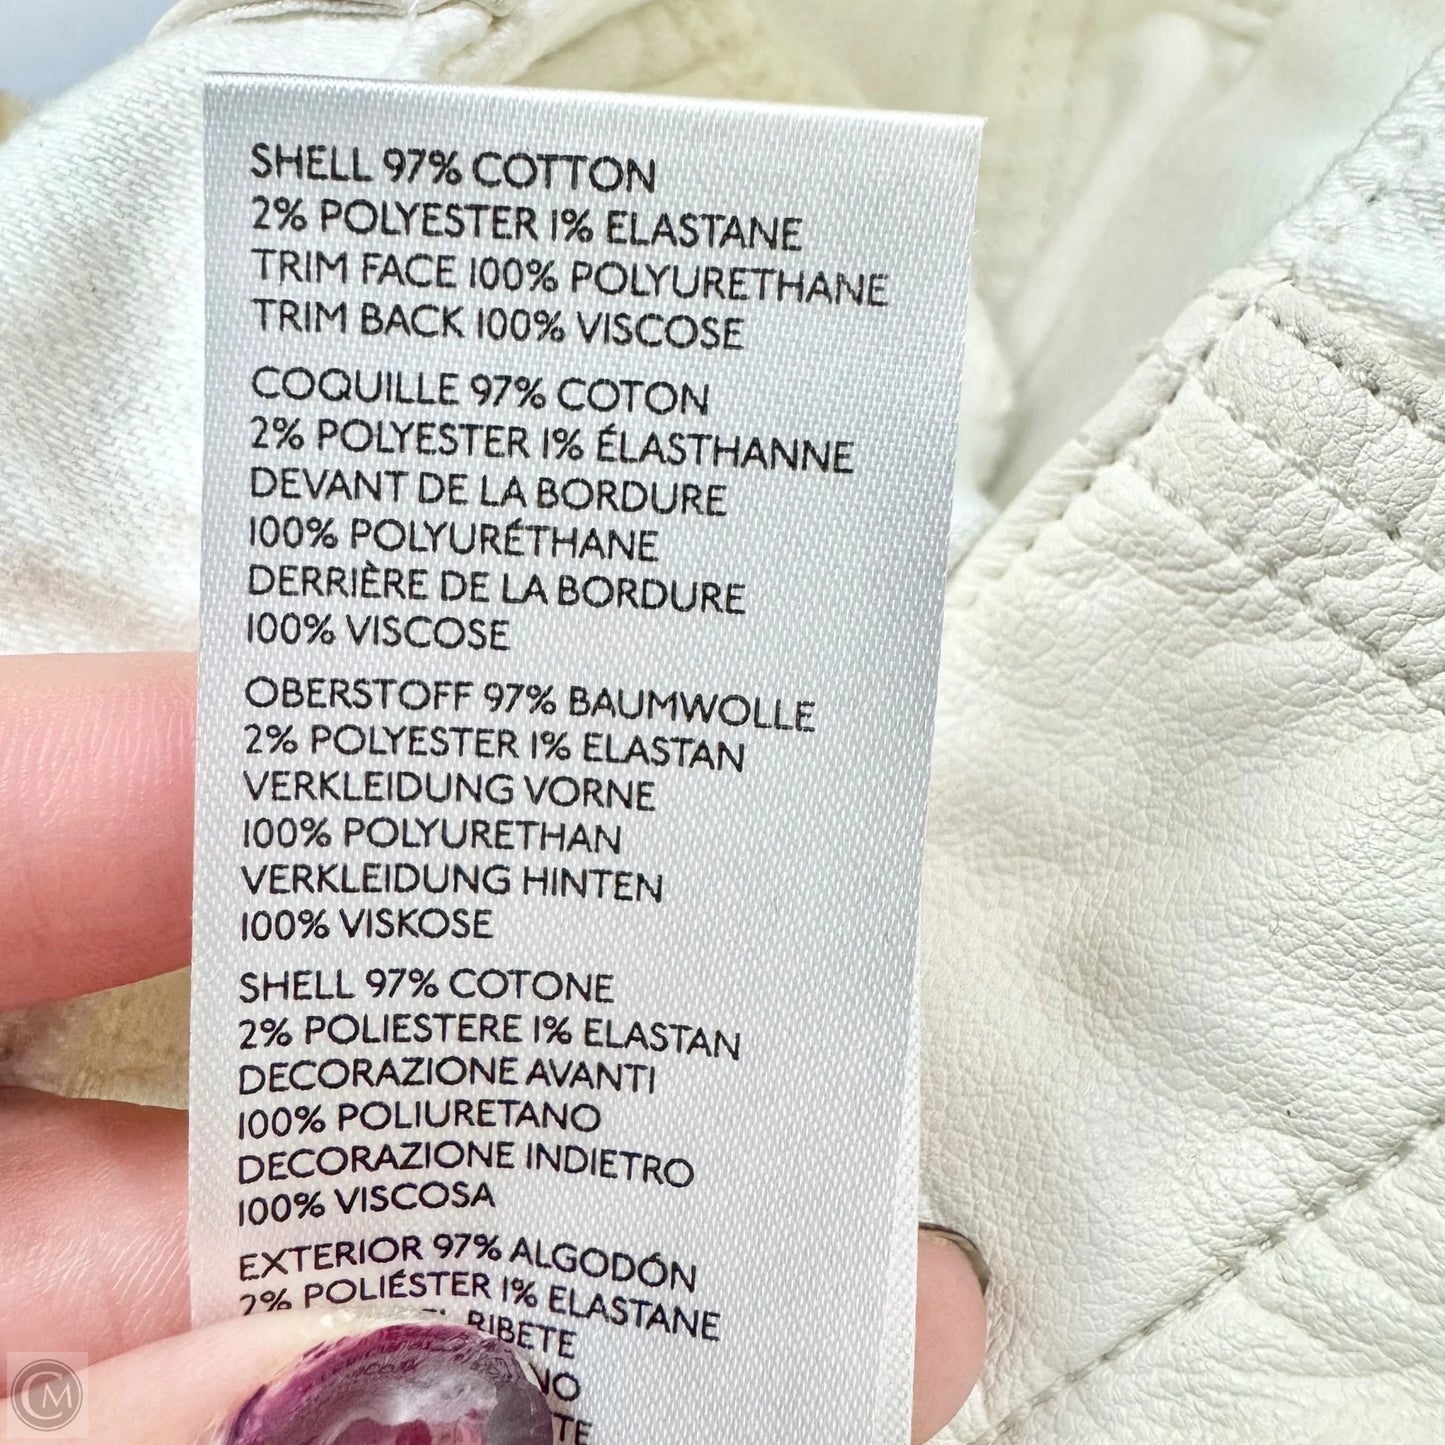 SHELL 97% COTTON
2% POLYESTER 1% ELASTANE
TRIM FACE 100% POLYURETHANE
TRIM BACK 100% VISCOSE
COQUILLE 97% COTON
2% POLYESTER 1% ÉLASTHANNE
DEVANT DE LA BORDURE
100% POLYURÉTHANE
DERRIÈRE DE LA BORDURE
100% VISCOSE
OBERSTOFF 97% BAUMWOLLE
2% POLYESTER 1% ELASTAN
VERKLEIDUNG VORNE
100% POLYURETHAN
VERKLEIDUNG HINTEN
100% VISKOSE
SHELL 97% COTONE
2% POLIESTERE 1% ELASTAN
DECORAZIONE AVANTI
100% POLIURETANO
DECORAZIONE INDIETRO
100% VISCOSA
EXTERIOR 97% ALGODÓN
2% POLIÉSTER 1% ELASTANE
RIBETE